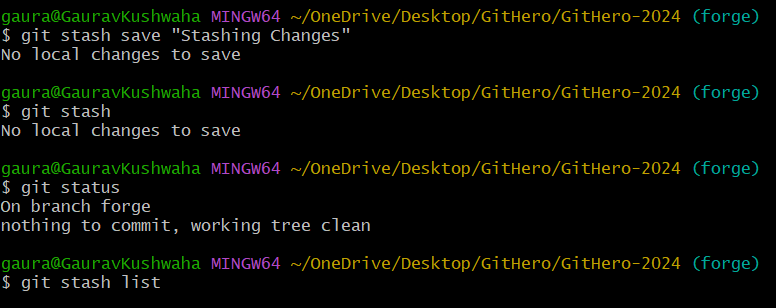 gaura@GauravKushwaha MINGW64 ~/OneDrive/Desktop/GitHero/GitHero-2024 (forge)
$ git stash save "Stashing Changes"
No local changes to save
gaura@GauravKushwaha MINGW64 ~/OneDrive/Desktop/GitHero/GitHero-2024 (forge)
$ git stash
No local changes to save
gaura@GauravKushwaha MINGW64 ~/OneDrive/Desktop/GitHero/GitHero-2024 (forge)
$ git status
On branch forge
nothing to commit, working tree clean
gaura@GauravKushwaha MINGW64 ~/OneDrive/Desktop/GitHero/GitHero-2024 (forge)
$ git stash list